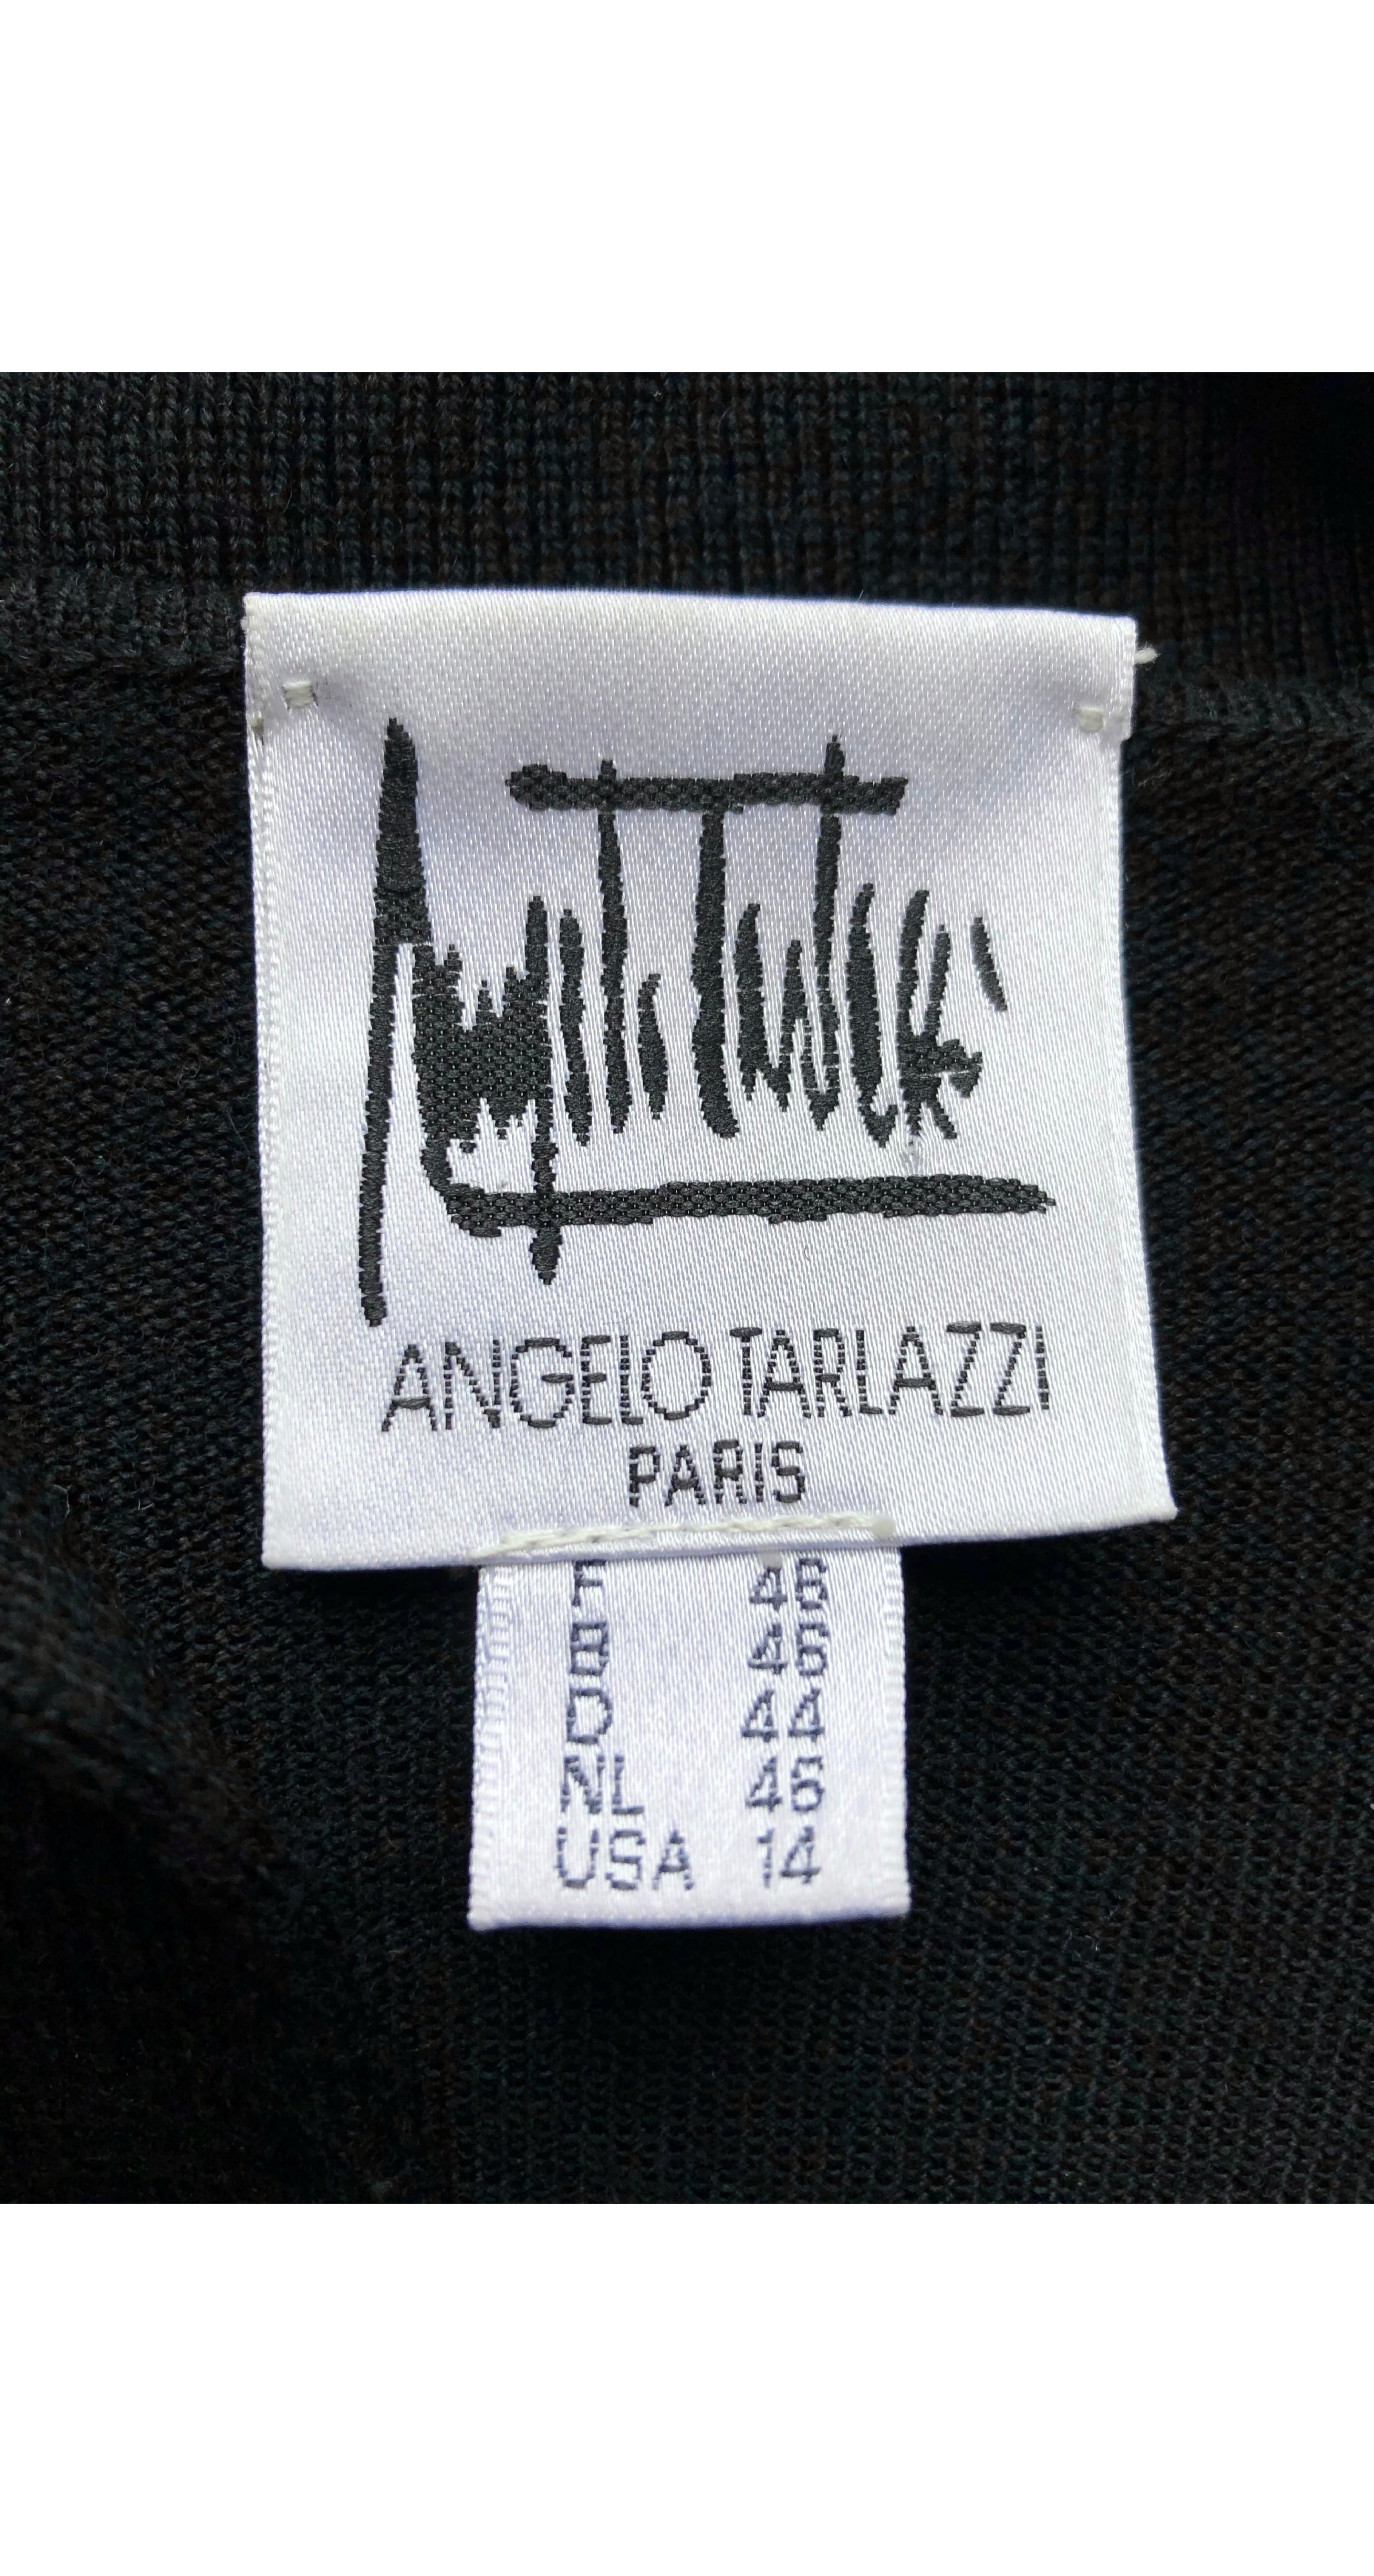 ANGELO TARLAZZI
PARIS
F 46
B 46
D 44
NL 46
USA 14